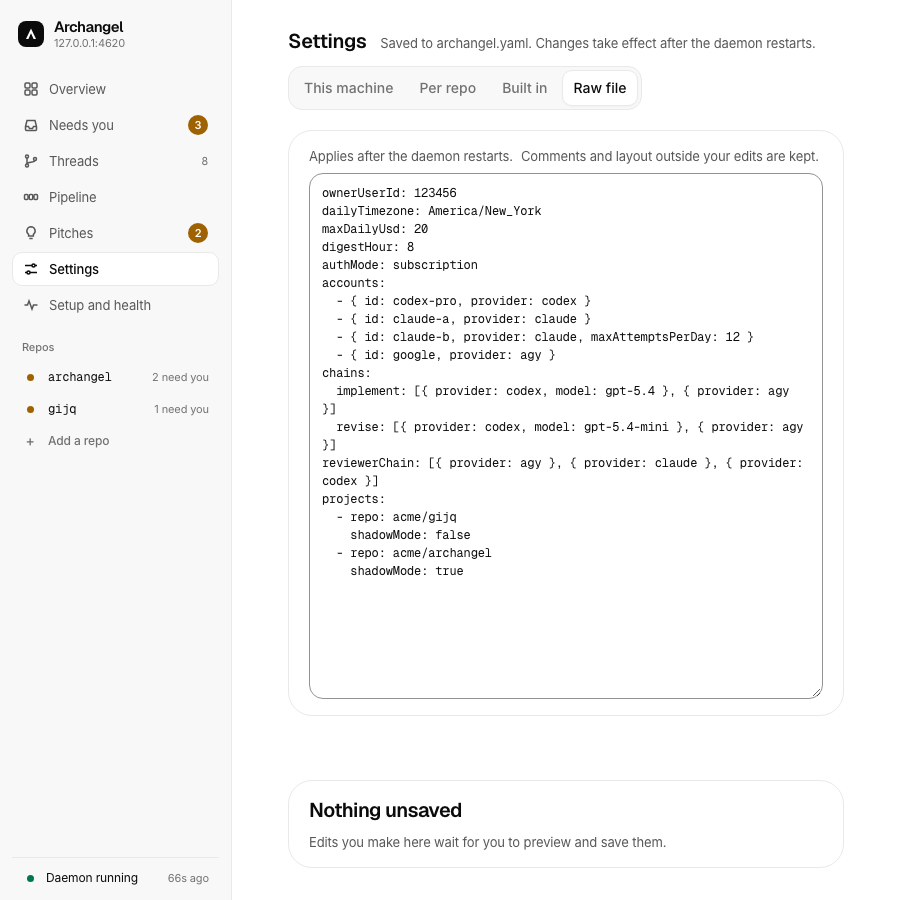 Archangel
127.0.0.1:4620
Overview
Needs you 3
Threads 8
Pipeline
Pitches 2
Settings
Setup and health
Repos
archangel 2 need you
gijq 1 need you
+ Add a repo
Daemon running 66s ago
Settings Saved to archangel.yaml. Changes take effect after the daemon restarts.
This machine Per repo Built in Raw file
Applies after the daemon restarts. Comments and layout outside your edits are kept.
ownerUserId: 123456
dailyTimezone: America/New_York
maxDailyUsd: 20
digestHour: 8
authMode: subscription
accounts:
  - { id: codex-pro, provider: codex }
  - { id: claude-a, provider: claude }
  - { id: claude-b, provider: claude, maxAttemptsPerDay: 12 }
  - { id: google, provider: agy }
chains:
  implement: [{ provider: codex, model: gpt-5.4 }, { provider: agy
}]
  revise: [{ provider: codex, model: gpt-5.4-mini }, { provider: agy
}]
reviewerChain: [{ provider: agy }, { provider: claude }, { provider:
codex }]
projects:
  - repo: acme/gijq
    shadowMode: false
  - repo: acme/archangel
    shadowMode: true
Nothing unsaved
Edits you make here wait for you to preview and save them.